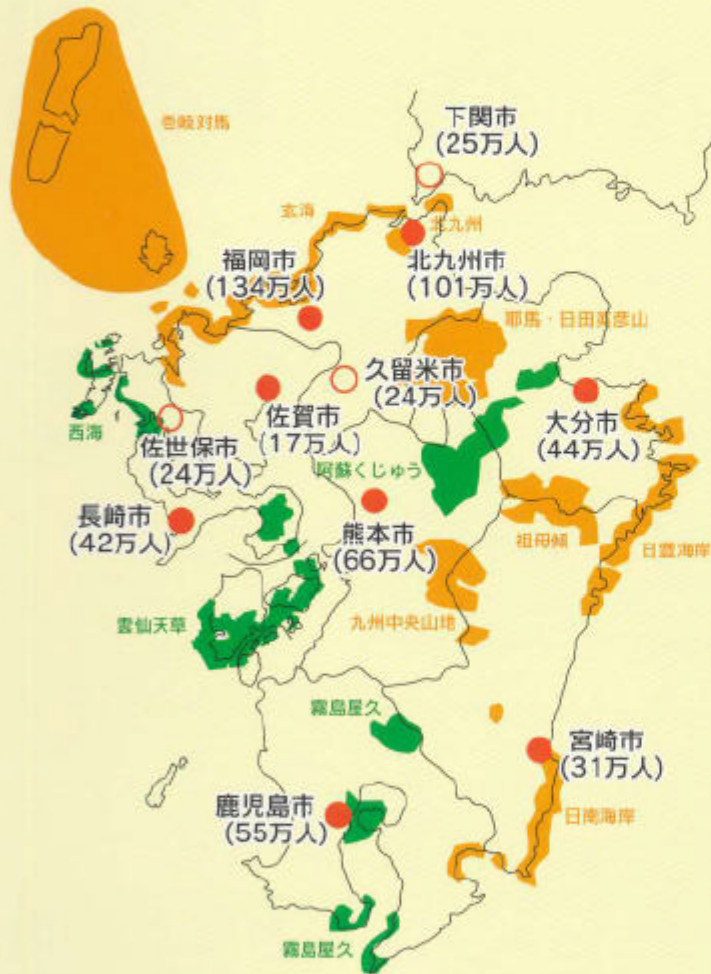 壱岐対馬
下関市
(25万人)
玄海
北九州
福岡市
(134万人)
北九州市
(101万人)
耶馬・日田英彦山
久留米市
(24万人)
佐賀市
(17万人)
大分市
(44万人)
西海
佐世保市
(24万人)
阿蘇くじゅう
長崎市
(42万人)
熊本市
(66万人)
祖母傾
日豊海岸
雲仙天草
九州中央山地
霧島屋久
宮崎市
(31万人)
鹿児島市
(55万人)
日南海岸
霧島屋久